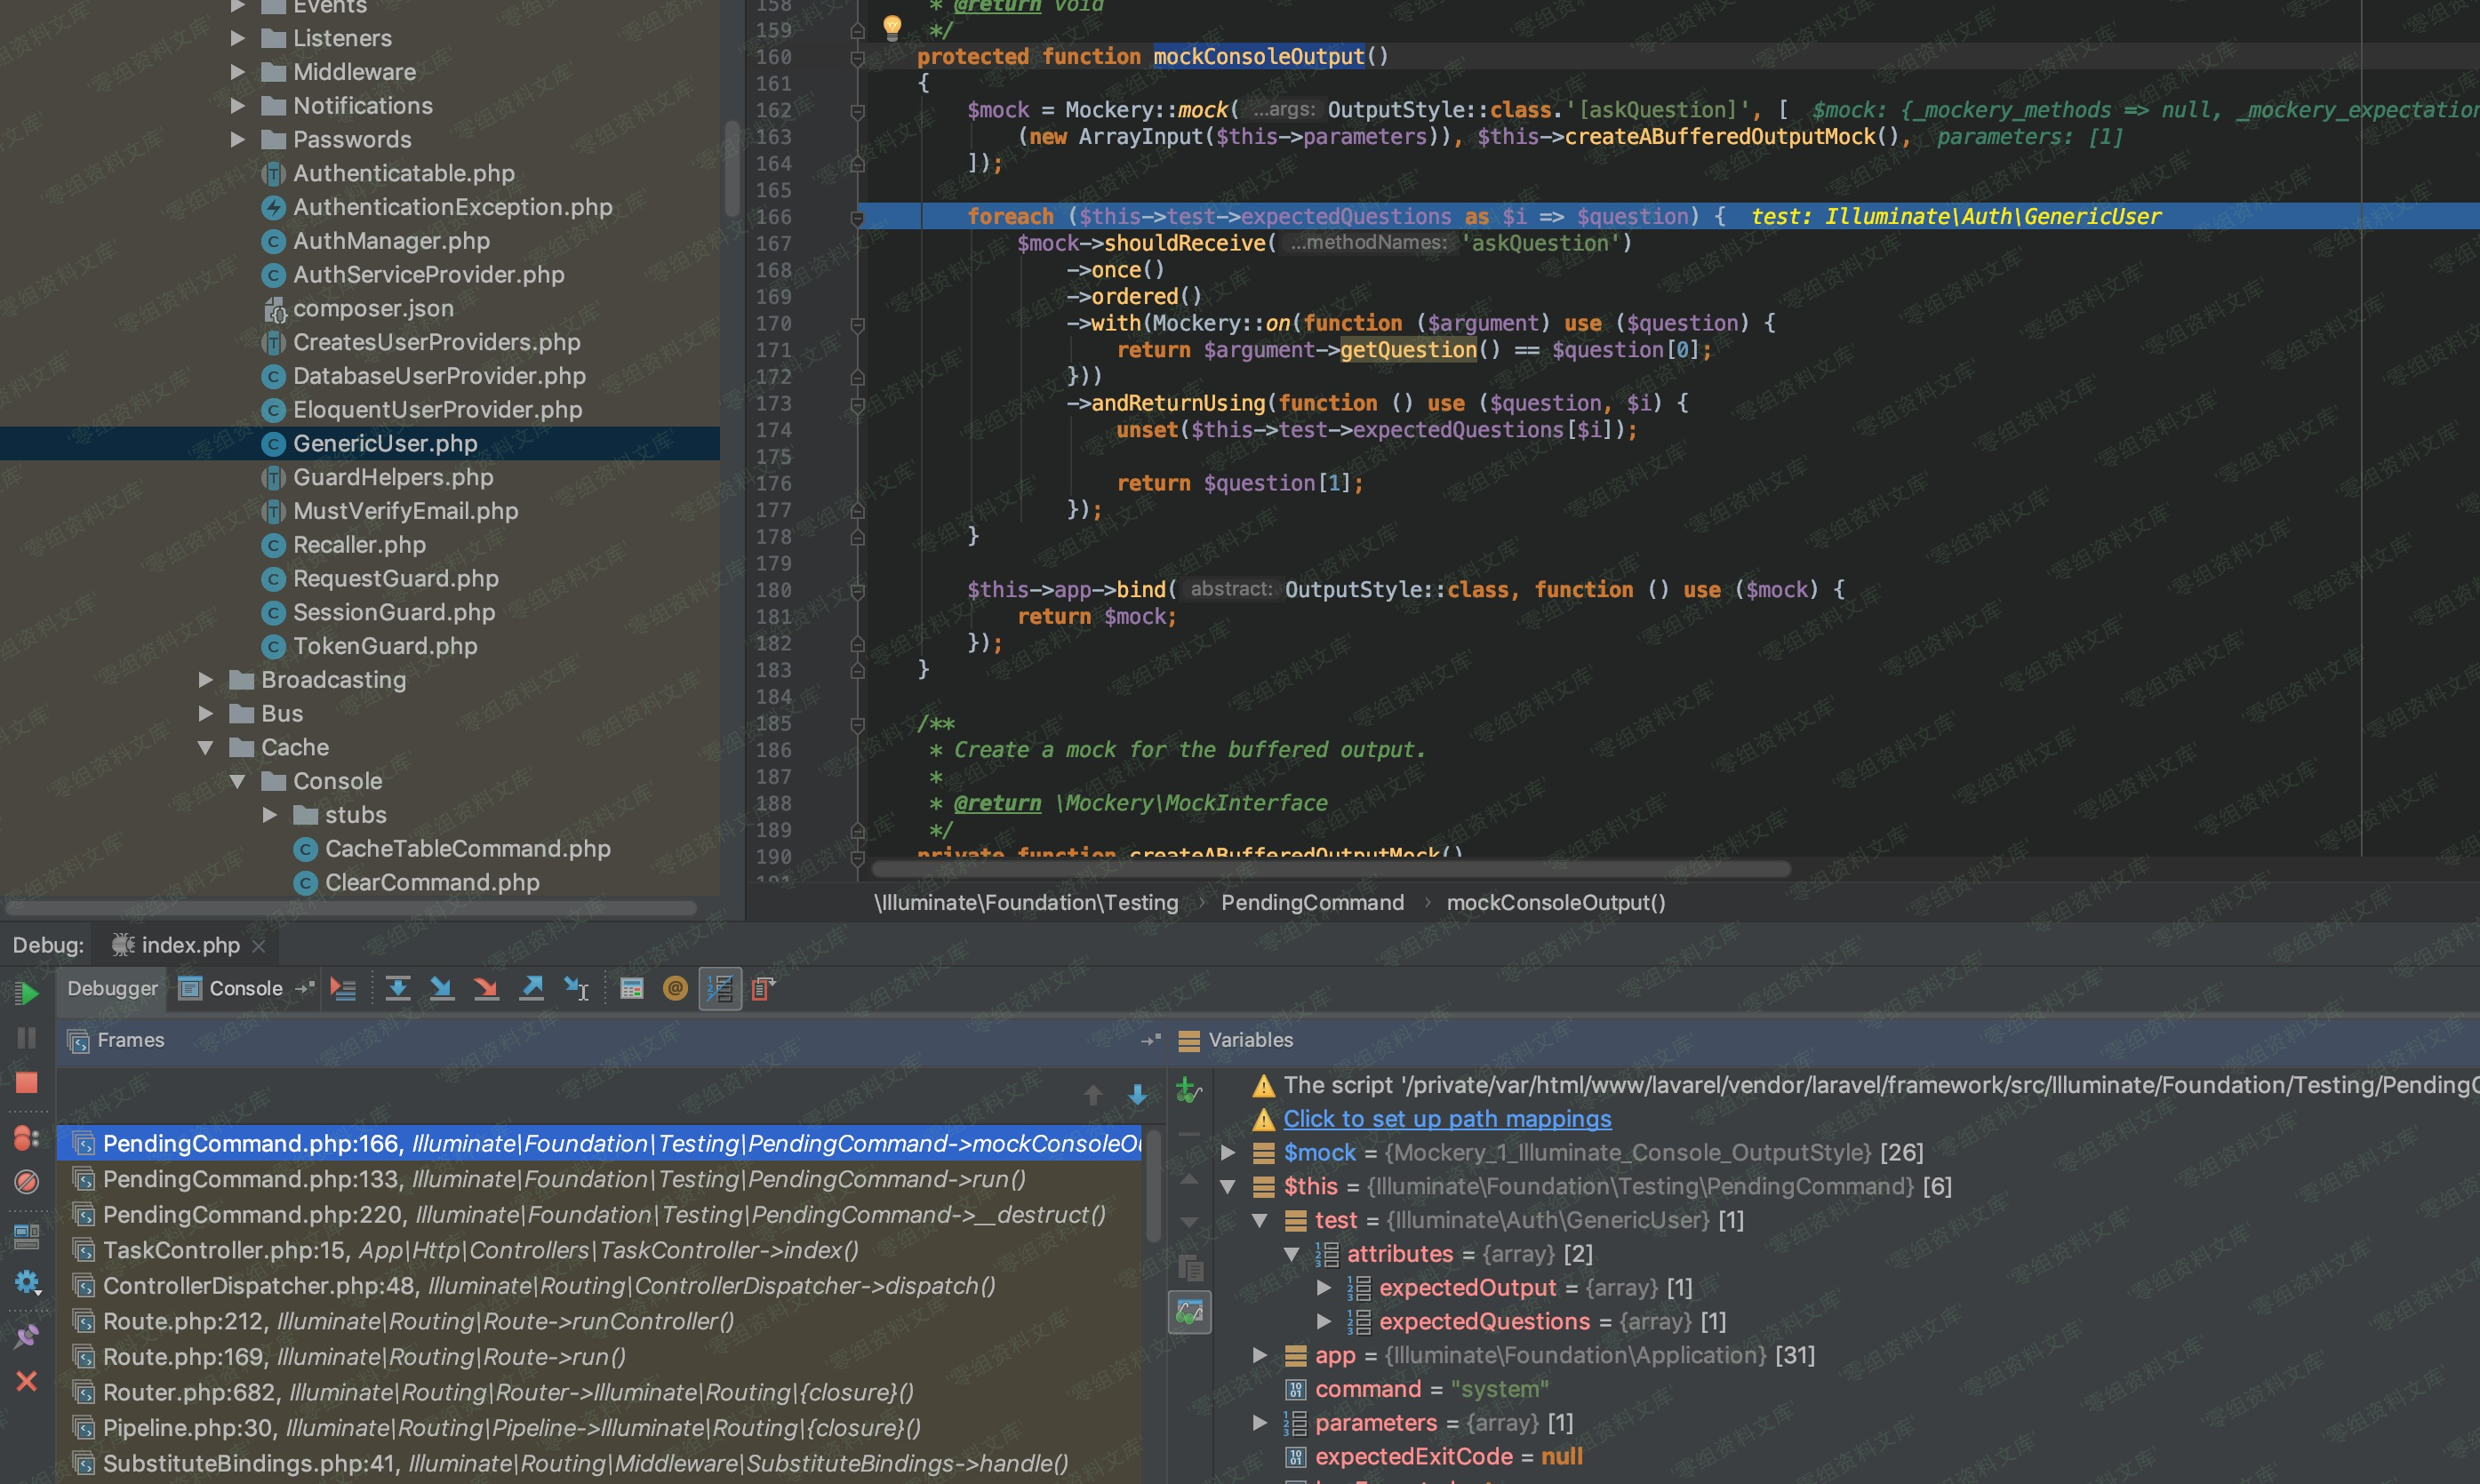 Events
Listeners
Middleware
Notifications
Passwords
Authenticatable.php
AuthenticationException.php
AuthManager.php
AuthServiceProvider.php
composer.json
CreatesUserProviders.php
DatabaseUserProvider.php
EloquentUserProvider.php
GenericUser.php
GuardHelpers.php
MustVerifyEmail.php
Recaller.php
RequestGuard.php
SessionGuard.php
TokenGuard.php
Broadcasting
Bus
Cache
Console
stubs
CacheTableCommand.php
ClearCommand.php
158 * @return void
159 */
160 protected function mockConsoleOutput()
161 {
162 $mock = Mockery::mock( ...args: OutputStyle::class.'[askQuestion]', [ $mock: {_mockery_methods => null, _mockery_expectation
163 (new ArrayInput($this->parameters)), $this->createABufferedOutputMock(), parameters: [1]
164 ]);
165
166 foreach ($this->test->expectedQuestions as $i => $question) { test: Illuminate\Auth\GenericUser
167 $mock->shouldReceive( ...methodNames: 'askQuestion')
168 ->once()
169 ->ordered()
170 ->with(Mockery::on(function ($argument) use ($question) {
171 return $argument->getQuestion() == $question[0];
172 }))
173 ->andReturnUsing(function () use ($question, $i) {
174 unset($this->test->expectedQuestions[$i]);
175
176 return $question[1];
177 });
178 }
179
180 $this->app->bind( abstract: OutputStyle::class, function () use ($mock) {
181 return $mock;
182 });
183 }
184
185 /**
186 * Create a mock for the buffered output.
187 *
188 * @return \Mockery\MockInterface
189 */
190 private function createABufferedOutputMock()
191
\Illuminate\Foundation\Testing › PendingCommand › mockConsoleOutput()
Debug: index.php
Debugger Console
Frames
PendingCommand.php:166, Illuminate\Foundation\Testing\PendingCommand->mockConsoleOu
PendingCommand.php:133, Illuminate\Foundation\Testing\PendingCommand->run()
PendingCommand.php:220, Illuminate\Foundation\Testing\PendingCommand->__destruct()
TaskController.php:15, App\Http\Controllers\TaskController->index()
ControllerDispatcher.php:48, Illuminate\Routing\ControllerDispatcher->dispatch()
Route.php:212, Illuminate\Routing\Route->runController()
Route.php:169, Illuminate\Routing\Route->run()
Router.php:682, Illuminate\Routing\Router->Illuminate\Routing\{closure}()
Pipeline.php:30, Illuminate\Routing\Pipeline->Illuminate\Routing\{closure}()
SubstituteBindings.php:41, Illuminate\Routing\Middleware\SubstituteBindings->handle()
Variables
The script '/private/var/html/www/lavarel/vendor/laravel/framework/src/Illuminate/Foundation/Testing/PendingC
Click to set up path mappings
$mock = {Mockery_1_Illuminate_Console_OutputStyle} [26]
$this = {Illuminate\Foundation\Testing\PendingCommand} [6]
test = {Illuminate\Auth\GenericUser} [1]
attributes = {array} [2]
expectedOutput = {array} [1]
expectedQuestions = {array} [1]
app = {Illuminate\Foundation\Application} [31]
command = "system"
parameters = {array} [1]
expectedExitCode = null
'零组资料文库'